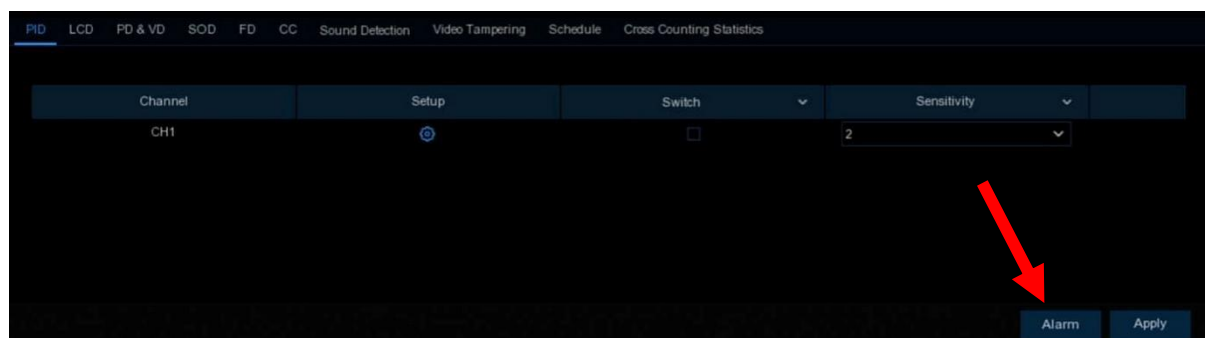 PID LCD PD & VD SOD FD CC Sound Detection Video Tampering Schedule Cross Counting Statistics
Channel Setup Switch Sensitivity
CH1 2
Alarm Apply